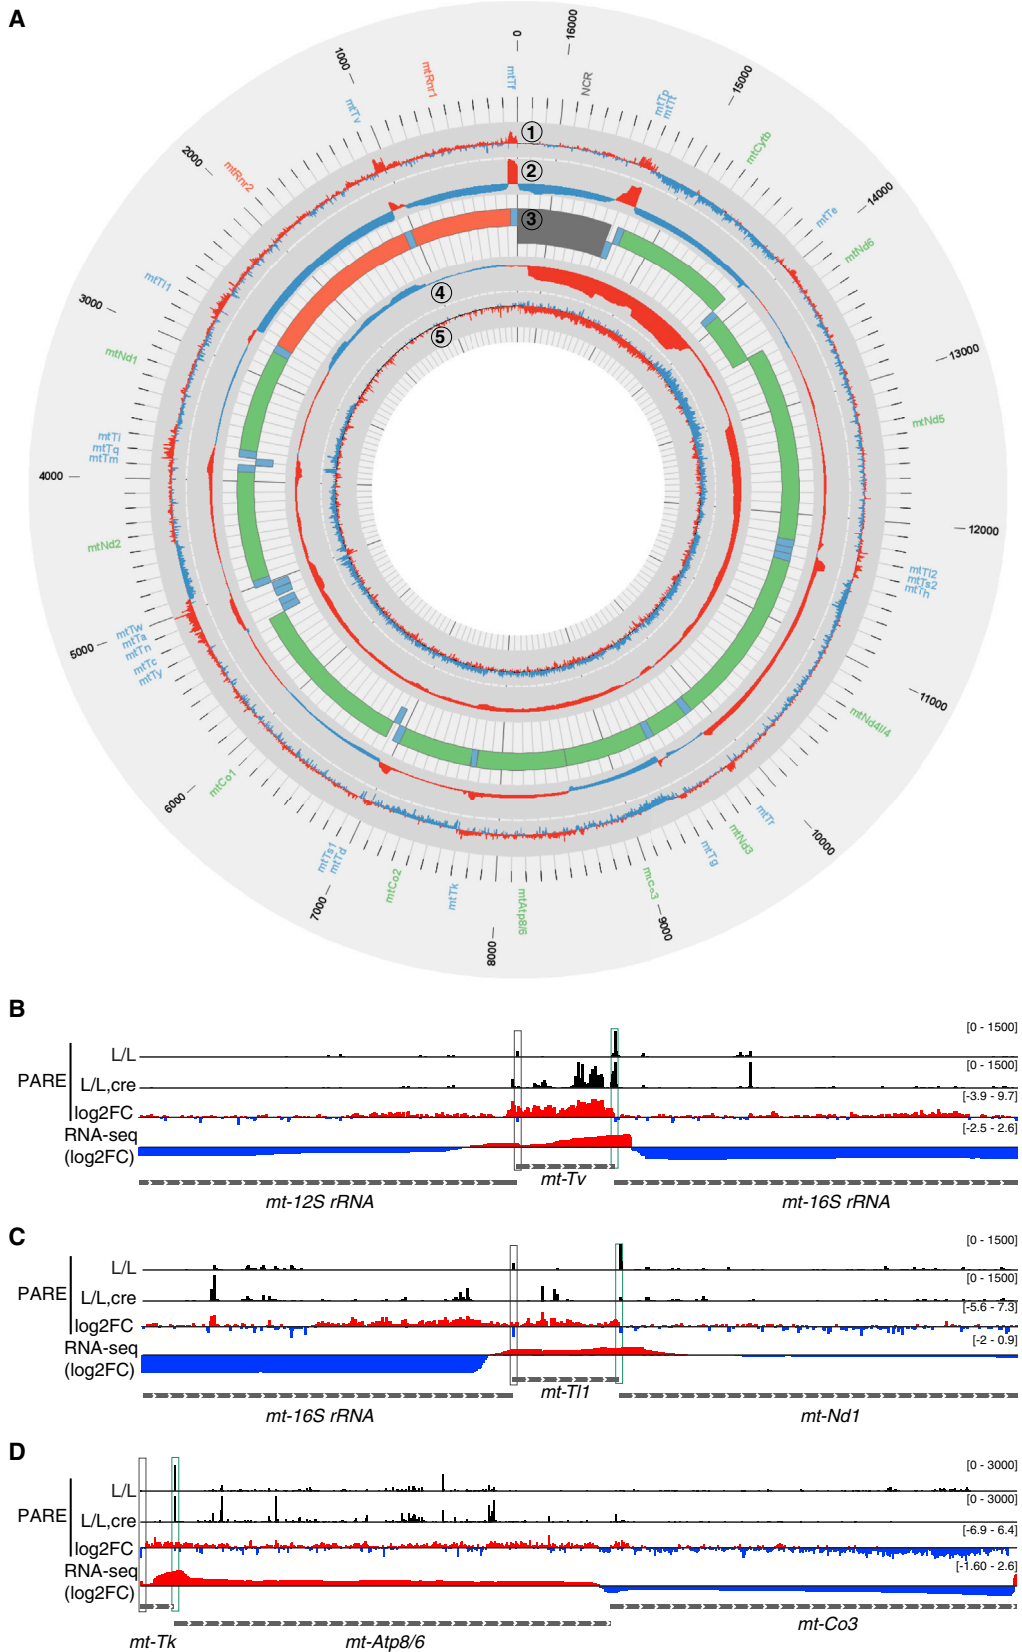 A
0
16000
15000
14000
13000
12000
11000
10000
9000
8000
7000
6000
5000
4000
3000
2000
1000
mtTf
NCR
mtTp
mtTt
mtCytb
mtTe
mtNd6
mtNd5
mtTl2
mtTs2
mtTh
mtNd4l/4
mtTr
mtNd3
mtTg
mtCo3
mtAtp8/6
mtTk
mtCo2
mtTd
mtTs1
mtCo1
mtTy
mtTc
mtTn
mtTa
mtTw
mtNd2
mtTm
mtTq
mtTi
mtNd1
mtTl1
mtRnr2
mtTv
mtRnr1
1
2
3
4
5
B
PARE
L/L [0 - 1500]
L/L,cre [0 - 1500]
log2FC [-3.9 - 9.7]
RNA-seq [-2.5 - 2.6]
(log2FC)
mt-12S rRNA mt-Tv mt-16S rRNA
C
PARE
L/L [0 - 1500]
L/L,cre [0 - 1500]
log2FC [-5.6 - 7.3]
RNA-seq [-2 - 0.9]
(log2FC)
mt-16S rRNA mt-Tl1 mt-Nd1
D
PARE
L/L [0 - 3000]
L/L,cre [0 - 3000]
log2FC [-6.9 - 6.4]
RNA-seq [-1.60 - 2.6]
(log2FC)
mt-Tk mt-Atp8/6 mt-Co3